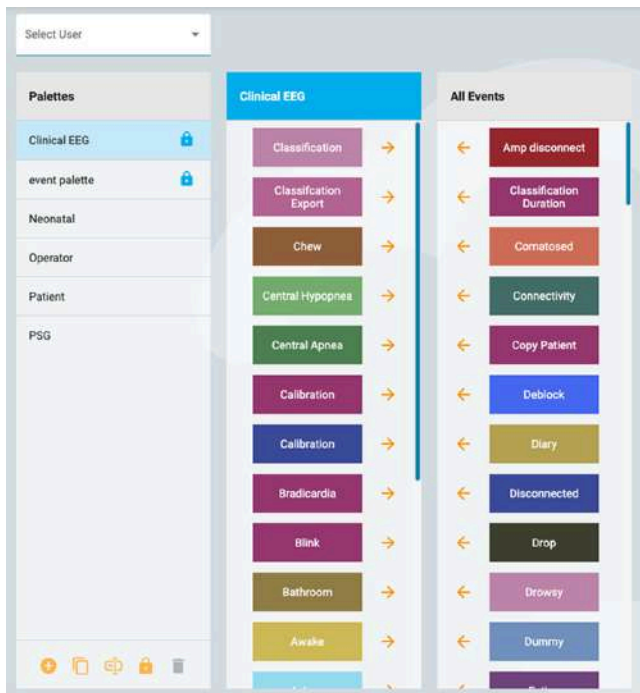 Select User
Palettes
Clinical EEG
event palette
Neonatal
Operator
Patient
PSG
Clinical EEG
Classification
Classifcation
Export
Chew
Central Hypopnea
Central Apnea
Calibration
Calibration
Bradicardia
Blink
Bathroom
Awake
All Events
Amp disconnect
Classification
Duration
Comatosed
Connectivity
Copy Patient
Deblock
Diary
Disconnected
Drop
Drowsy
Dummy